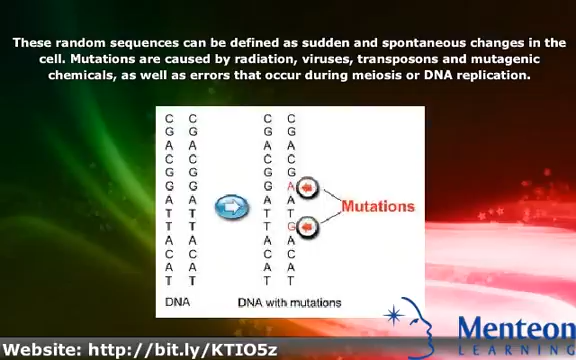 These random sequences can be defined as sudden and spontaneous changes in the
cell. Mutations are caused by radiation, viruses, transposons and mutagenic
chemicals, as well as errors that occur during meiosis or DNA replication.
C C C C
G G G G
A A A A
C C C C
G G G G
G G G A
A A A A
T T T T
T T T G
A A A A
C C C C
A A A A
T T T T
Mutations
DNA DNA with mutations
Menteon
LEARNING
Website: http://bit.ly/KTIO5z